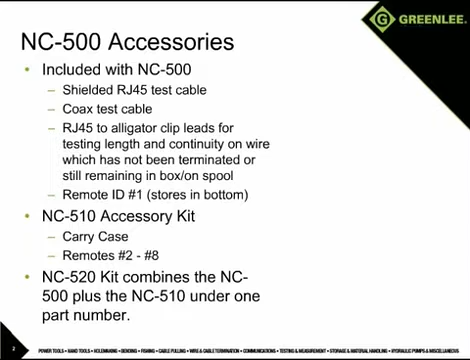 GREENLEE.
NC-500 Accessories
• Included with NC-500
– Shielded RJ45 test cable
– Coax test cable
– RJ45 to alligator clip leads for
testing length and continuity on wire
which has not been terminated or
still remaining in box/on spool
– Remote ID #1 (stores in bottom)
• NC-510 Accessory Kit
– Carry Case
– Remotes #2 - #8
• NC-520 Kit combines the NC-
500 plus the NC-510 under one
part number.
2
POWER TOOLS • HAND TOOLS • HOLEMAKING • BENDING • FISHING • CABLE PULLING • WIRE & CABLE TERMINATION • COMMUNICATIONS • TESTING & MEASUREMENT • STORAGE & MATERIAL HANDLING • HYDRAULIC PUMPS & MISCELLANEOUS